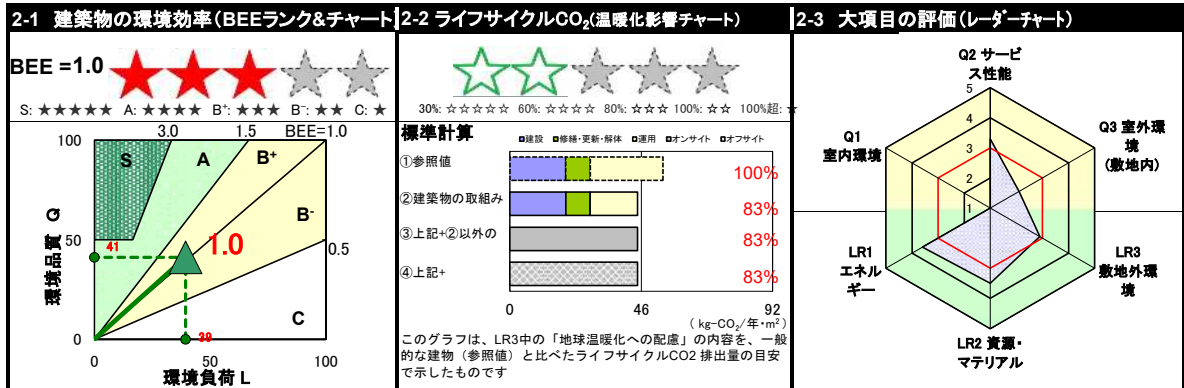 2-1 建築物の環境効率(BEEランク&チャート)
BEE =1.0
S: ★★★★★ A: ★★★★ B⁺: ★★★ B⁻: ★★ C: ★
3.0 1.5 BEE=1.0
100
S A B⁺
B⁻
環境品質 Q
50
41
1.0
0.5
C
39
0 50 100
環境負荷 L
2-2 ライフサイクルCO₂(温暖化影響チャート)
30%: ☆☆☆☆☆ 60%: ☆☆☆☆ 80%: ☆☆☆ 100%: ☆☆ 100%超: ☆
標準計算
建設 修繕・更新・解体 運用 オンサイト オフサイト
①参照値 100%
②建築物の取組み 83%
③上記+②以外の 83%
④上記+ 83%
0 46 92
( kg-CO₂/年・m²)
このグラフは、LR3中の「地球温暖化への配慮」の内容を、一般
的な建物(参照値)と比べたライフサイクルCO2 排出量の目安
で示したものです
2-3 大項目の評価(レーダーチャート)
Q2 サービ
ス性能
5
4
3
2
1
Q1
室内環境
Q3 室外環
境
(敷地内)
LR1
エネル
ギー
LR3
敷地外環
境
LR2 資源・
マテリアル